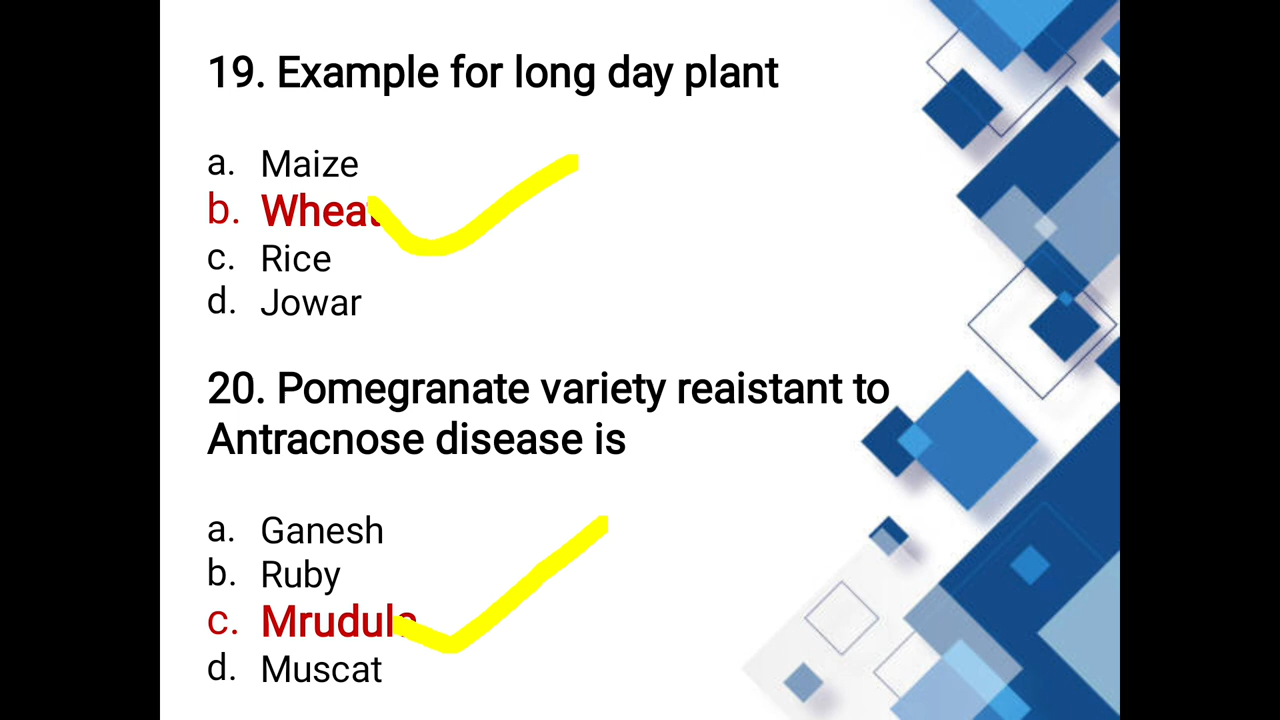 19. Example for long day plant
a. Maize
b. Wheat
c. Rice
d. Jowar
20. Pomegranate variety reaistant to
Antracnose disease is
a. Ganesh
b. Ruby
c. Mrudula
d. Muscat